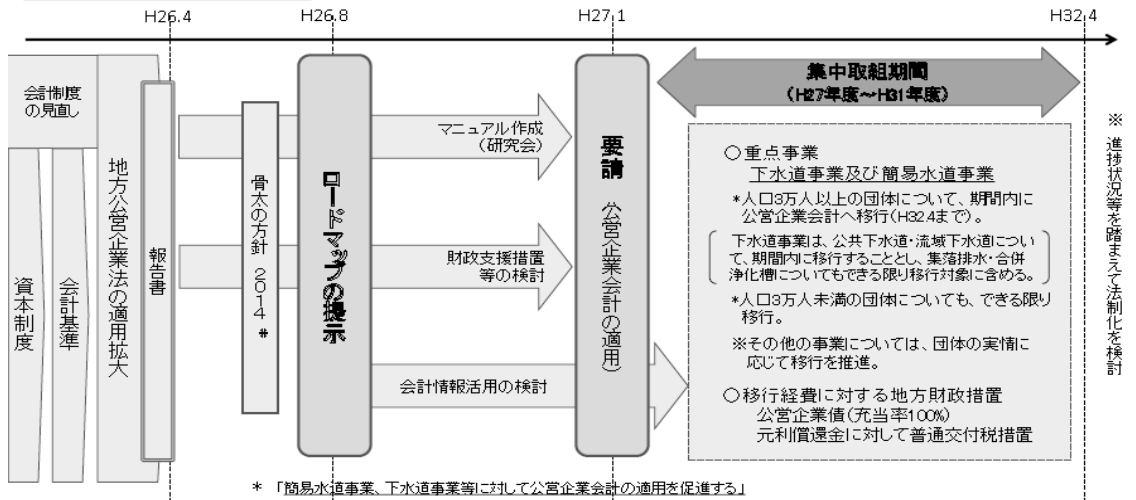 H26.4
H26.8
H27.1
H32.4
会計制度
の見直し
資本制度
会計基準
地方公営企業法の適用拡大
報告書
骨太の方針 2014 *
ロードマップの提示
マニュアル作成
(研究会)
財政支援措置
等の検討
会計情報活用の検討
要請(公営企業会計の適用)
集中取組期間
(H27年度～H31年度)
○重点事業
下水道事業及び簡易水道事業
*人口3万人以上の団体について、期間内に
公営企業会計へ移行(H32.4まで)。
下水道事業は、公共下水道・流域下水道につい
て、期間内に移行することとし、集落排水・合併
浄化槽についてもできる限り移行対象に含める。
*人口3万人未満の団体についても、できる限り
移行。
※その他の事業については、団体の実情に
応じて移行を推進。
○移行経費に対する地方財政措置
公営企業債(充当率100%)
元利償還金に対して普通交付税措置
※進捗状況等を踏まえて法制化を検討
* 「簡易水道事業、下水道事業等に対して公営企業会計の適用を促進する」